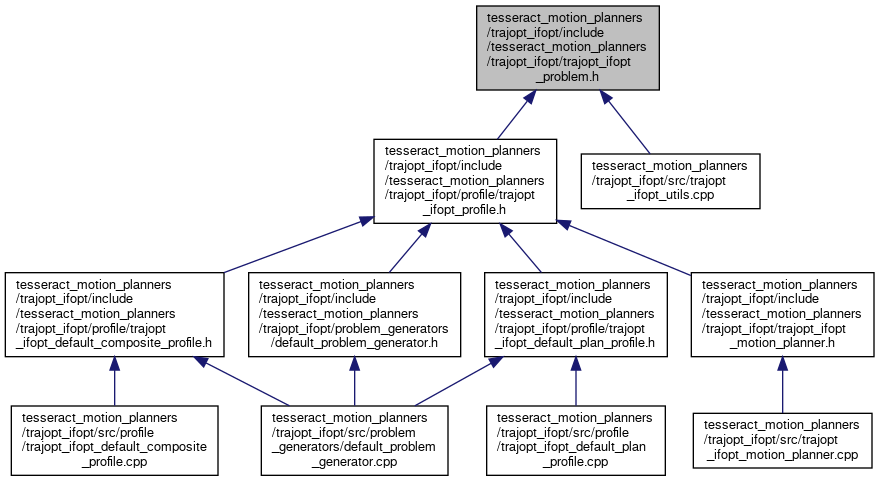 tesseract_motion_planners
/trajopt_ifopt/include
/tesseract_motion_planners
/trajopt_ifopt/trajopt_ifopt
_problem.h
tesseract_motion_planners
/trajopt_ifopt/include
/tesseract_motion_planners
/trajopt_ifopt/profile/trajopt
_ifopt_profile.h
tesseract_motion_planners
/trajopt_ifopt/src/trajopt
_ifopt_utils.cpp
tesseract_motion_planners
/trajopt_ifopt/include
/tesseract_motion_planners
/trajopt_ifopt/profile/trajopt
_ifopt_default_composite_profile.h
tesseract_motion_planners
/trajopt_ifopt/include
/tesseract_motion_planners
/trajopt_ifopt/problem_generators
/default_problem_generator.h
tesseract_motion_planners
/trajopt_ifopt/include
/tesseract_motion_planners
/trajopt_ifopt/profile/trajopt
_ifopt_default_plan_profile.h
tesseract_motion_planners
/trajopt_ifopt/include
/tesseract_motion_planners
/trajopt_ifopt/trajopt_ifopt
_motion_planner.h
tesseract_motion_planners
/trajopt_ifopt/src/profile
/trajopt_ifopt_default_composite
_profile.cpp
tesseract_motion_planners
/trajopt_ifopt/src/problem
_generators/default_problem
_generator.cpp
tesseract_motion_planners
/trajopt_ifopt/src/profile
/trajopt_ifopt_default_plan
_profile.cpp
tesseract_motion_planners
/trajopt_ifopt/src/trajopt
_ifopt_motion_planner.cpp